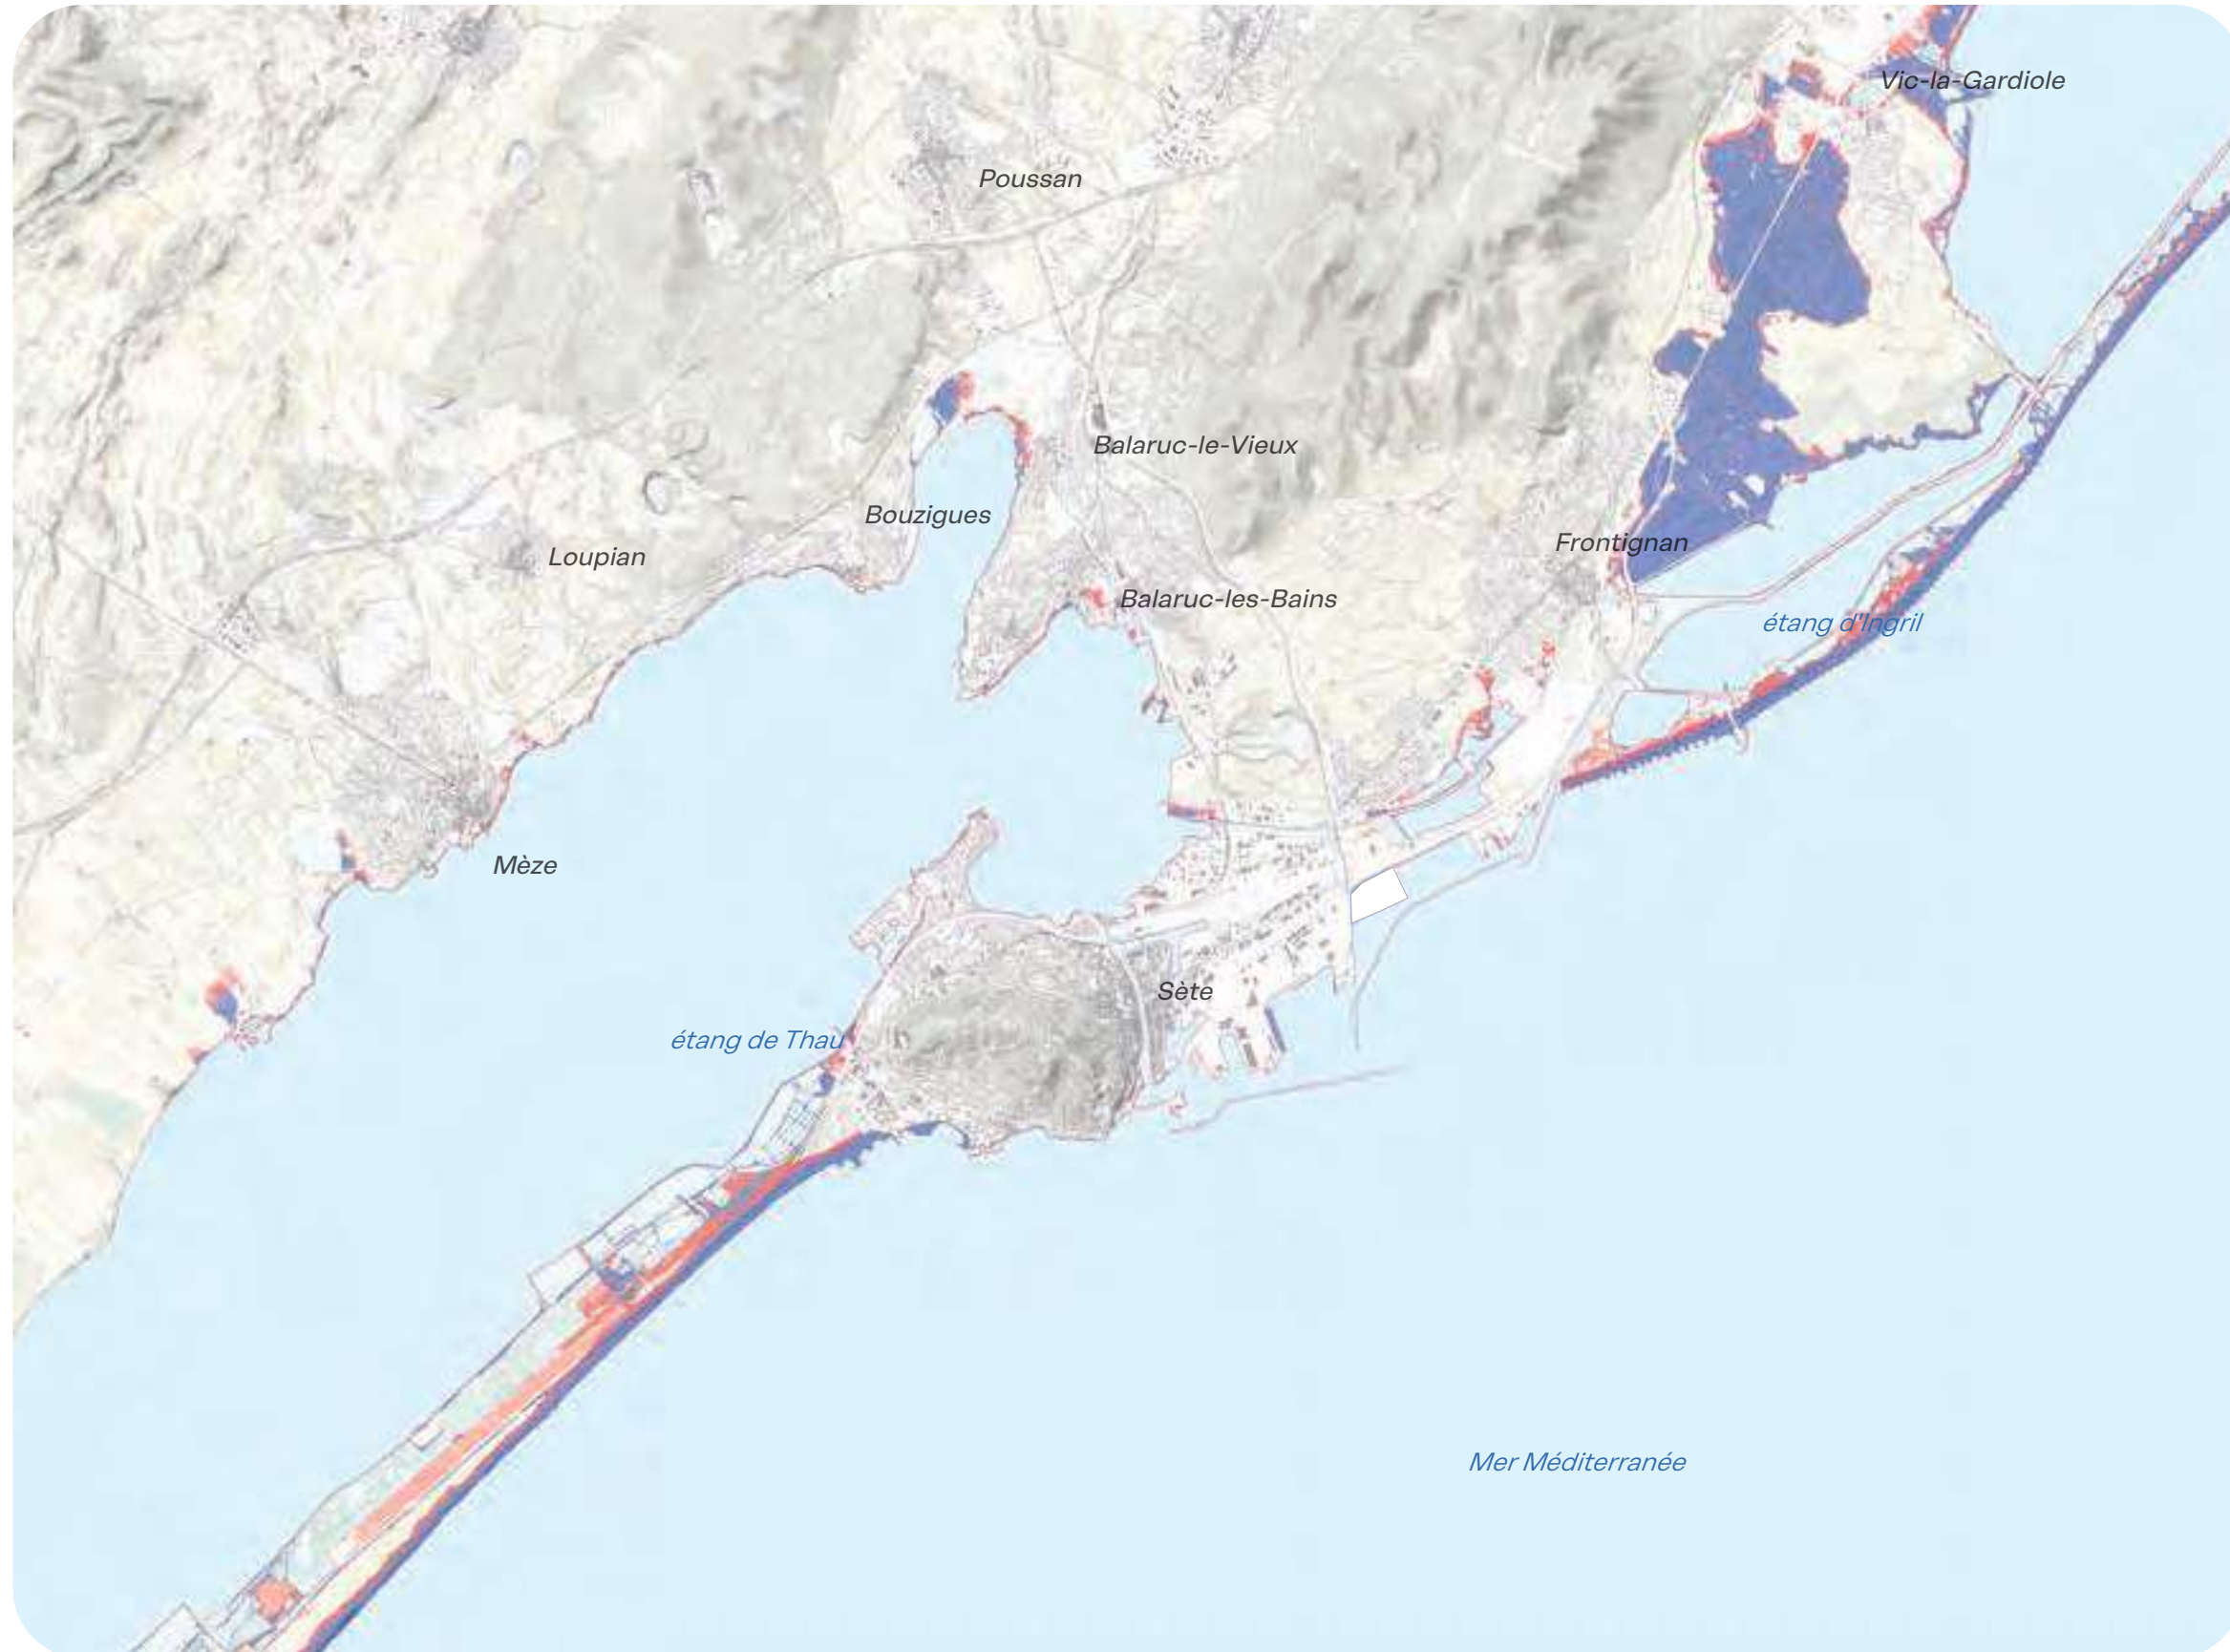 Vic-la-Gardiole
Poussan
Balaruc-le-Vieux
Bouzigues
Frontignan
Loupian
Balaruc-les-Bains
étang d'Ingril
Mèze
Sète
étang de Thau
Mer Méditerranée